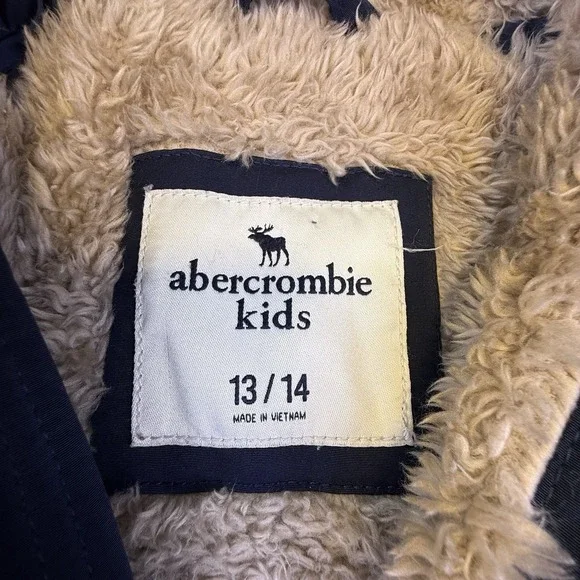 abercrombie
kids
13 / 14
MADE IN VIETNAM